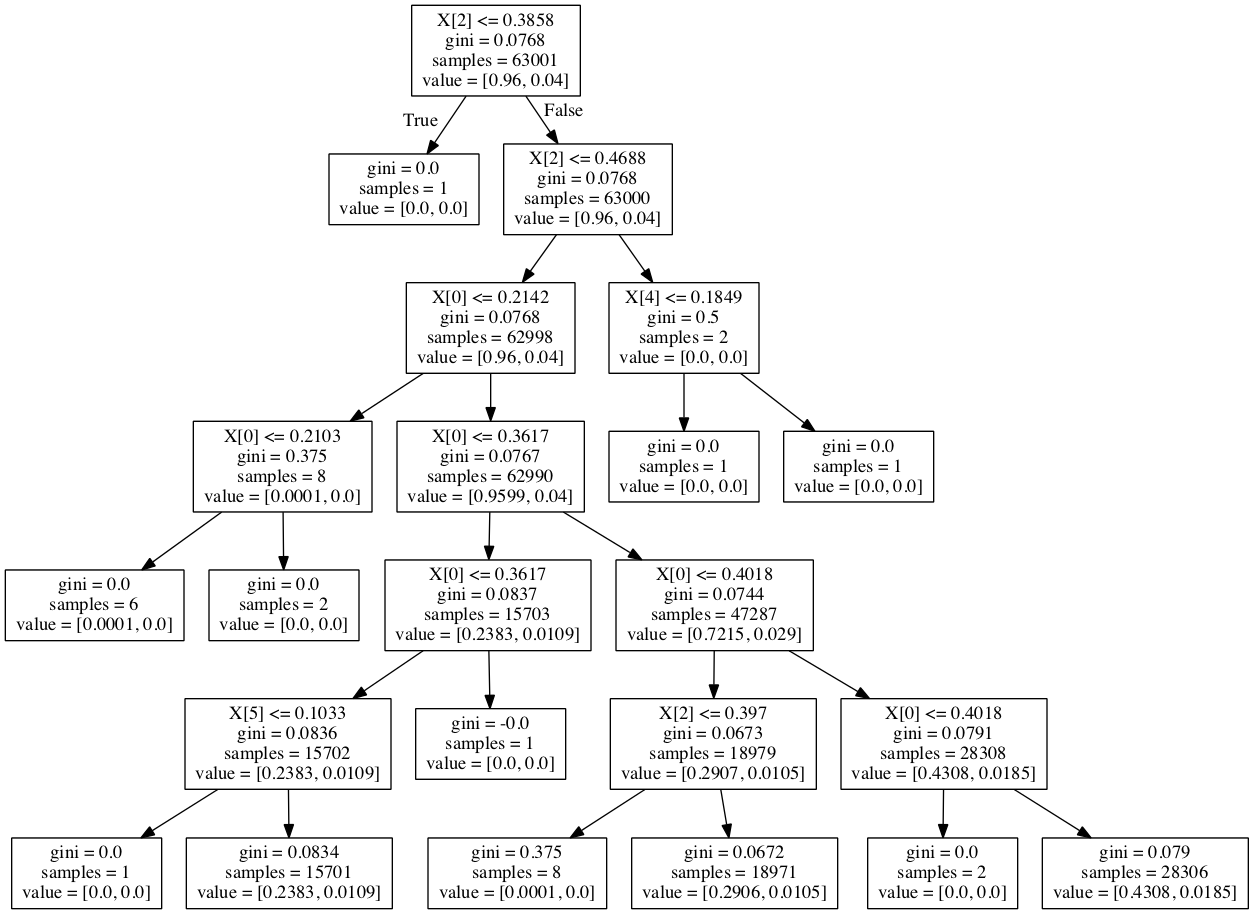 X[2] <= 0.3858
gini = 0.0768
samples = 63001
value = [0.96, 0.04]
True
False
gini = 0.0
samples = 1
value = [0.0, 0.0]
X[2] <= 0.4688
gini = 0.0768
samples = 63000
value = [0.96, 0.04]
X[0] <= 0.2142
gini = 0.0768
samples = 62998
value = [0.96, 0.04]
X[4] <= 0.1849
gini = 0.5
samples = 2
value = [0.0, 0.0]
X[0] <= 0.2103
gini = 0.375
samples = 8
value = [0.0001, 0.0]
X[0] <= 0.3617
gini = 0.0767
samples = 62990
value = [0.9599, 0.04]
gini = 0.0
samples = 1
value = [0.0, 0.0]
gini = 0.0
samples = 1
value = [0.0, 0.0]
gini = 0.0
samples = 6
value = [0.0001, 0.0]
gini = 0.0
samples = 2
value = [0.0, 0.0]
X[0] <= 0.3617
gini = 0.0837
samples = 15703
value = [0.2383, 0.0109]
X[0] <= 0.4018
gini = 0.0744
samples = 47287
value = [0.7215, 0.029]
X[5] <= 0.1033
gini = 0.0836
samples = 15702
value = [0.2383, 0.0109]
gini = -0.0
samples = 1
value = [0.0, 0.0]
X[2] <= 0.397
gini = 0.0673
samples = 18979
value = [0.2907, 0.0105]
X[0] <= 0.4018
gini = 0.0791
samples = 28308
value = [0.4308, 0.0185]
gini = 0.0
samples = 1
value = [0.0, 0.0]
gini = 0.0834
samples = 15701
value = [0.2383, 0.0109]
gini = 0.375
samples = 8
value = [0.0001, 0.0]
gini = 0.0672
samples = 18971
value = [0.2906, 0.0105]
gini = 0.0
samples = 2
value = [0.0, 0.0]
gini = 0.079
samples = 28306
value = [0.4308, 0.0185]